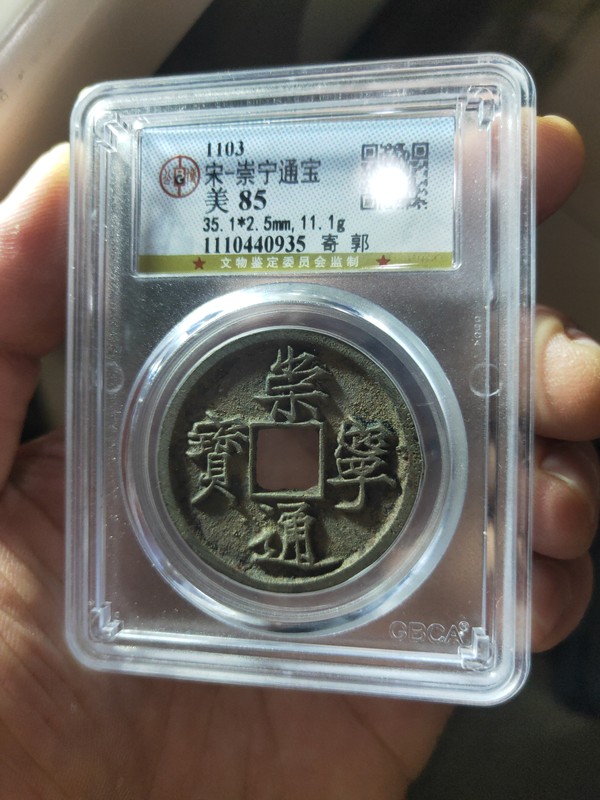 1103
宋-崇宁通宝
美 85
35.1*2.5mm, 11.1g
1110440935 寄 郭
★ 文物鉴定委员会监制 ★
崇
寧
通
寶
GBCA